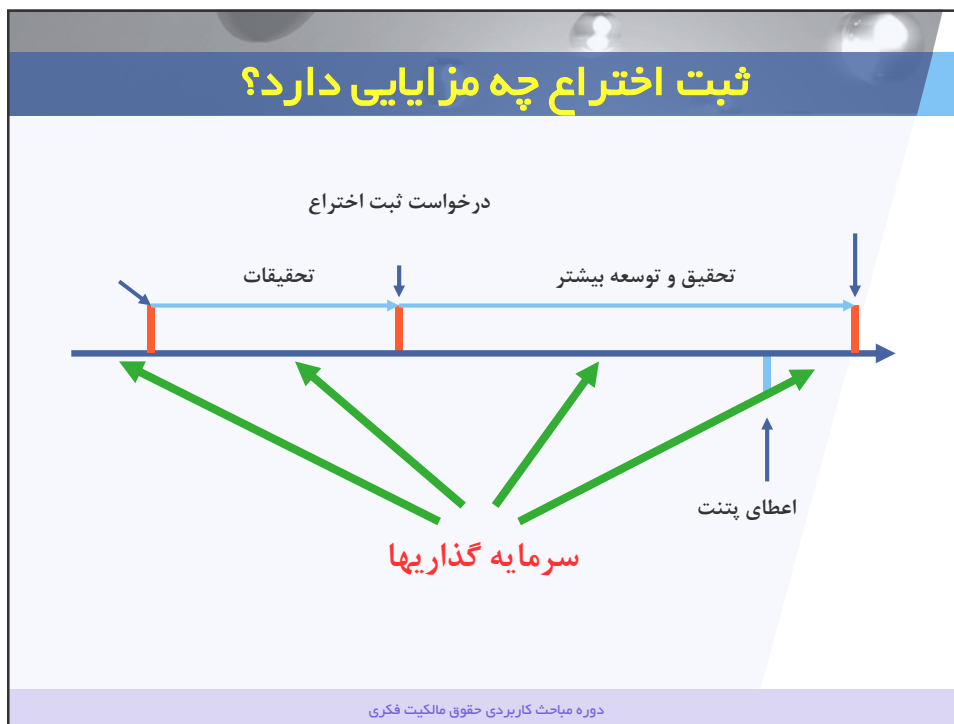 ثبت اختراع چه مزایایی دارد؟
درخواست ثبت اختراع
تحقیق و توسعه بیشتر
تحقیقات
اعطای پتنت
سرمایه گذاریها
دوره مباحث کاربردی حقوق مالکیت فکری